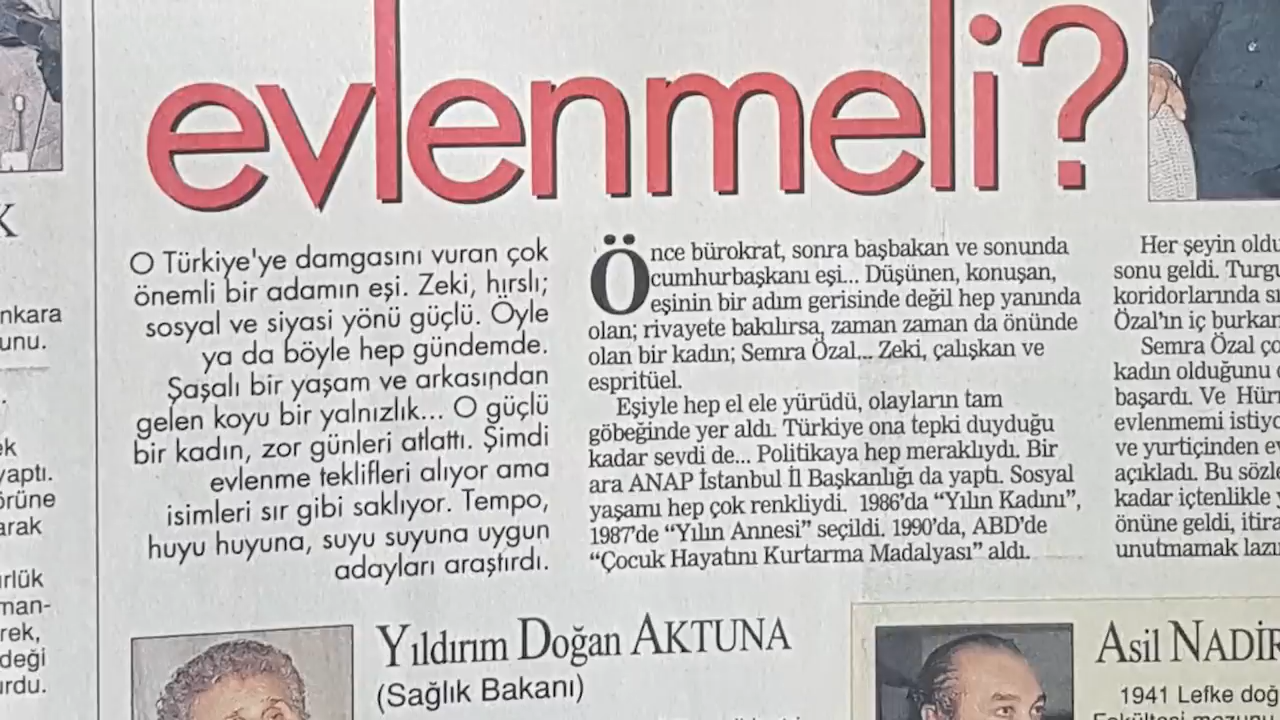 evlenmeli?
O Türkiye'ye damgasını vuran çok
önemli bir adamın eşi. Zeki, hırslı;
sosyal ve siyasi yönü güçlü. Öyle
ya da böyle hep gündemde.
Şaşalı bir yaşam ve arkasından
gelen koyu bir yalnızlık... O güçlü
bir kadın, zor günleri atlattı. Şimdi
evlenme teklifleri alıyor ama
isimleri sır gibi saklıyor. Tempo,
huyu huyuna, suyu suyuna uygun
adayları araştırdı.
Önce bürokrat, sonra başbakan ve sonunda
cumhurbaşkanı eşi... Düşünen, konuşan,
eşinin bir adım gerisinde değil hep yanında
olan; rivayete bakılırsa, zaman zaman da önünde
olan bir kadın; Semra Özal... Zeki, çalışkan ve
espritüel.
Eşiyle hep el ele yürüdü, olayların tam
göbeğinde yer aldı. Türkiye ona tepki duyduğu
kadar sevdi de... Politikaya hep meraklıydı. Bir
ara ANAP İstanbul İl Başkanlığı da yaptı. Sosyal
yaşamı hep çok renkliydi. 1986'da “Yılın Kadını”,
1987'de “Yılın Annesi” seçildi. 1990'da, ABD'de
“Çocuk Hayatını Kurtarma Madalyası” aldı.
Her şeyin
sonu geldi.
koridorlarında
Özal'ın iç
Semra Özal
kadın olduğunu
başardı. Ve
evlenmemi
ve yurtiçinden
açıkladı. Bu
kadar içtenlikle
önüne geldi,
unutmamak
Yıldırım Doğan AKTUNA
(Sağlık Bakanı)
Asil NADİR
1941 Lefke